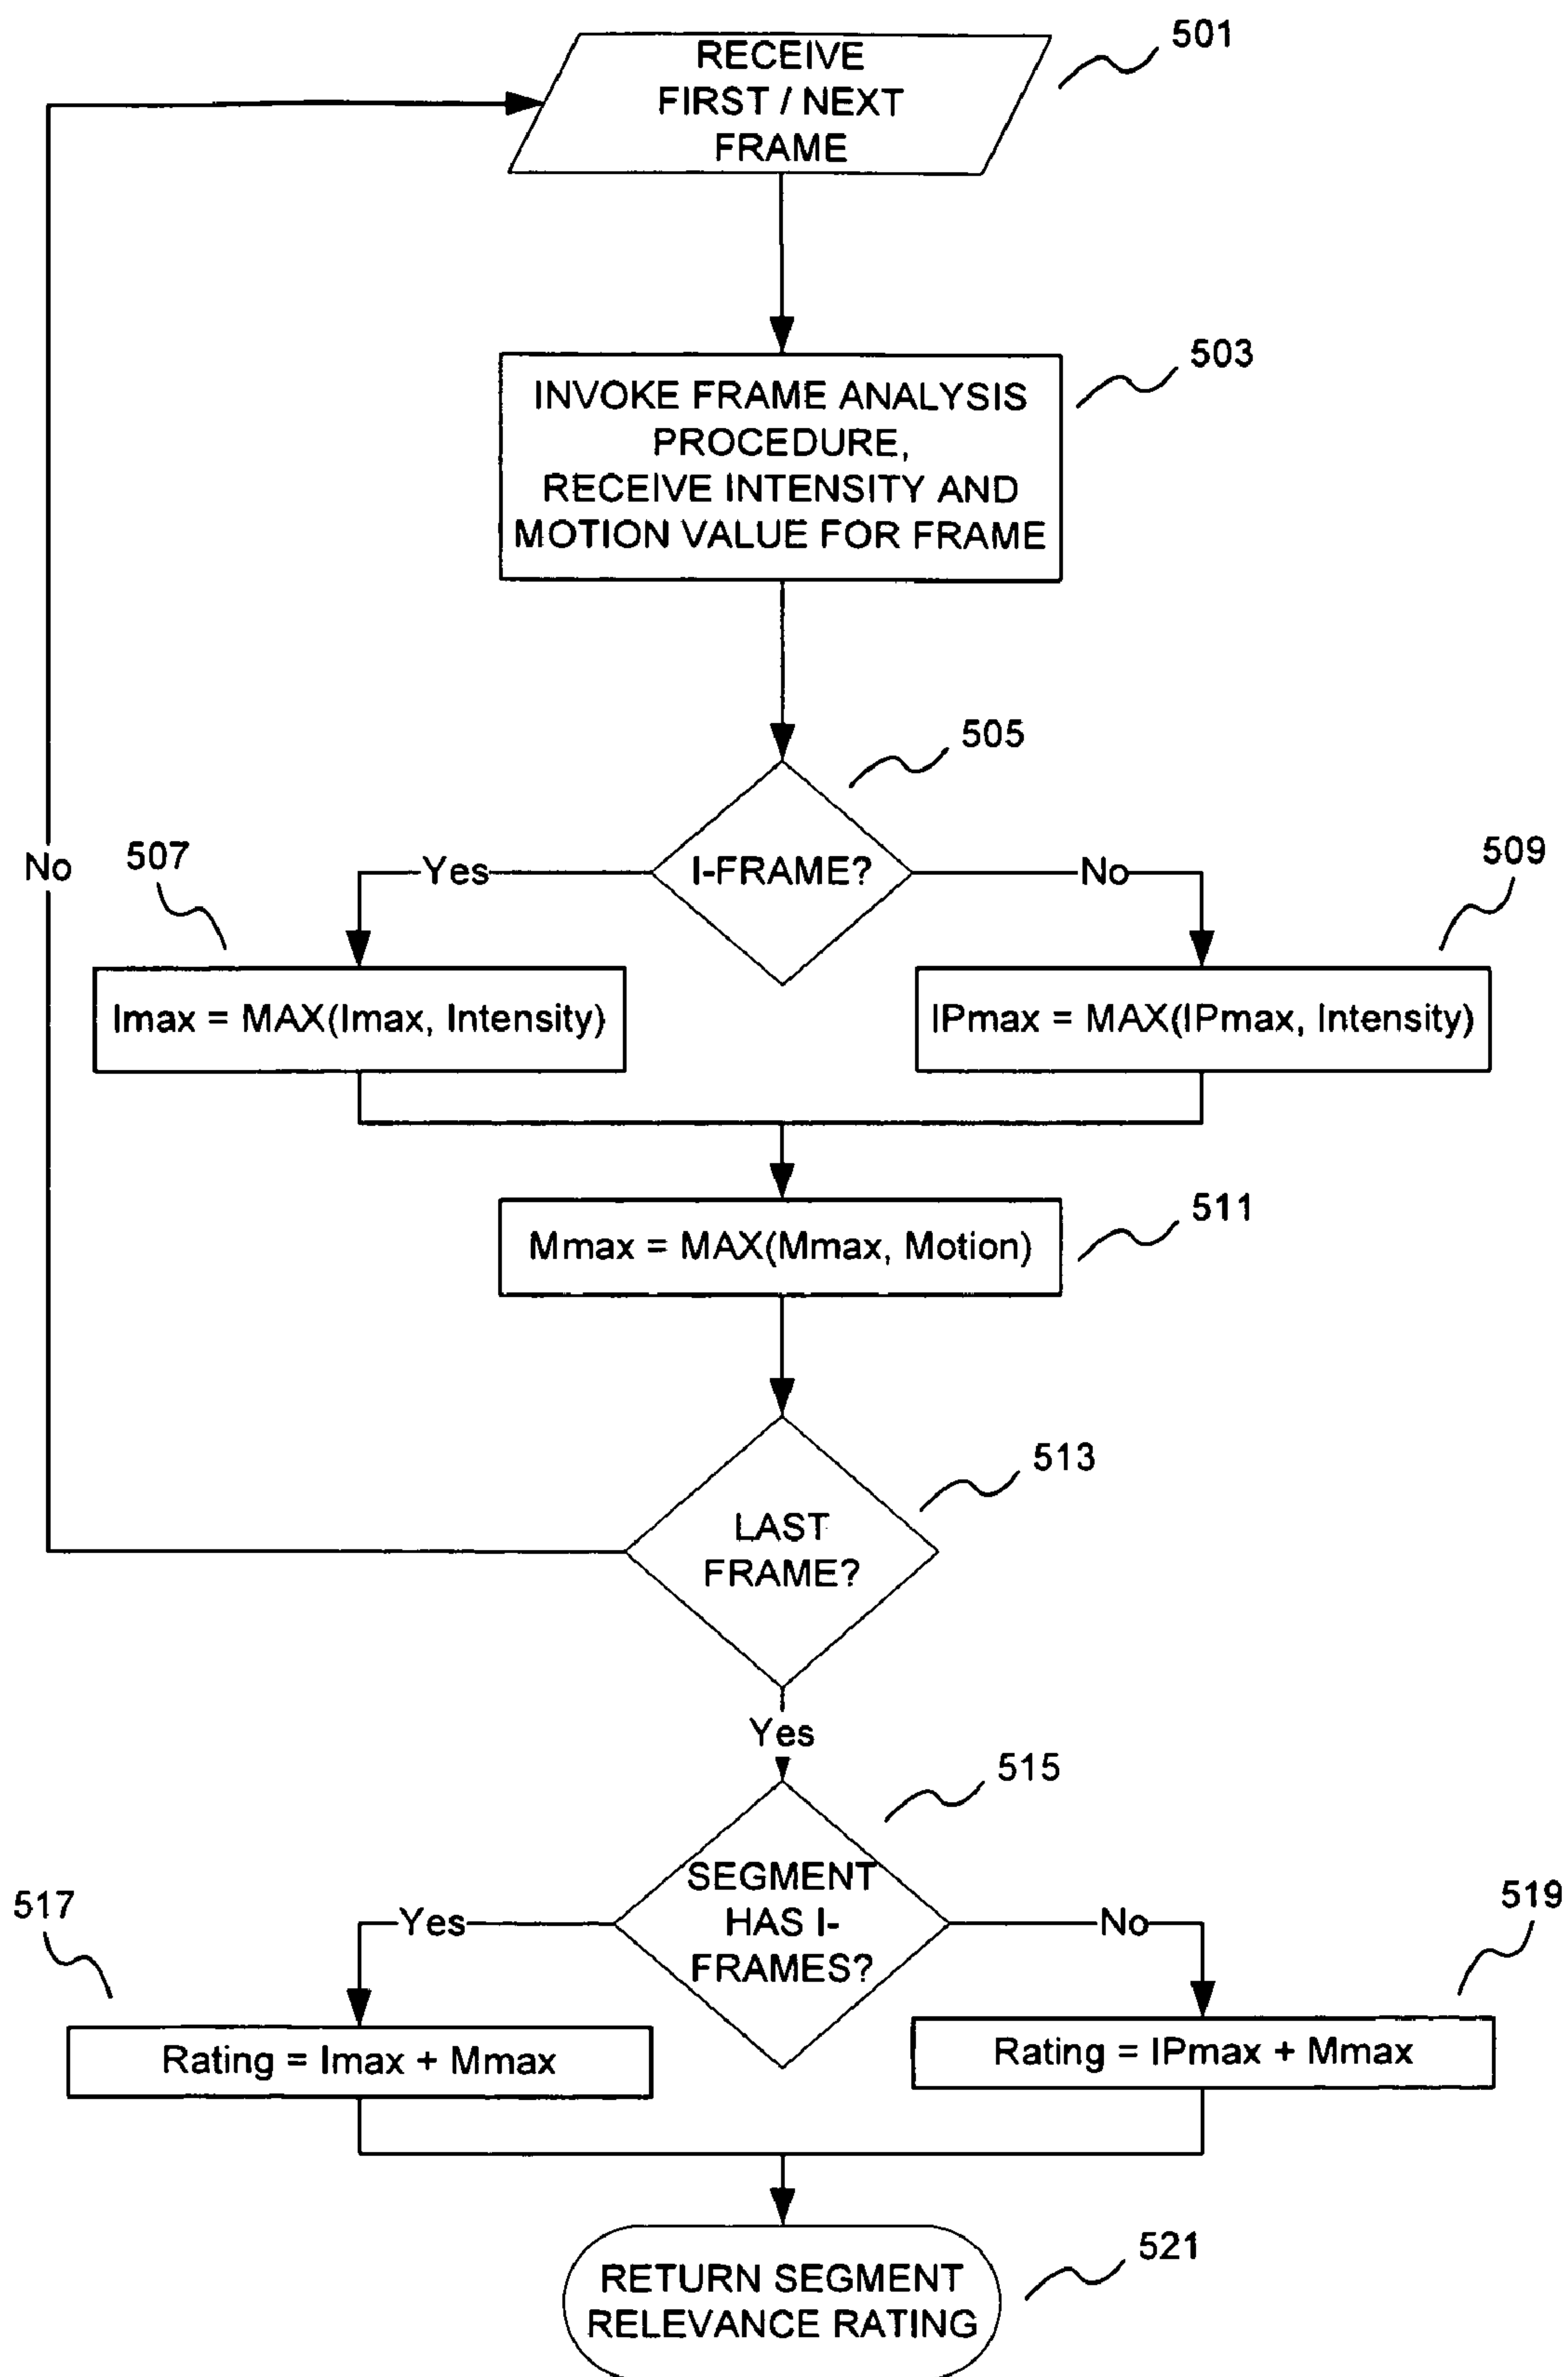 501
RECEIVE
FIRST / NEXT
FRAME
503
INVOKE FRAME ANALYSIS
PROCEDURE,
RECEIVE INTENSITY AND
MOTION VALUE FOR FRAME
505
I-FRAME?
Yes
No
No
507
509
Imax = MAX(Imax, Intensity)
IPmax = MAX(IPmax, Intensity)
511
Mmax = MAX(Mmax, Motion)
513
LAST
FRAME?
Yes
515
SEGMENT
HAS I-
FRAMES?
Yes
No
517
519
Rating = Imax + Mmax
Rating = IPmax + Mmax
521
RETURN SEGMENT
RELEVANCE RATING